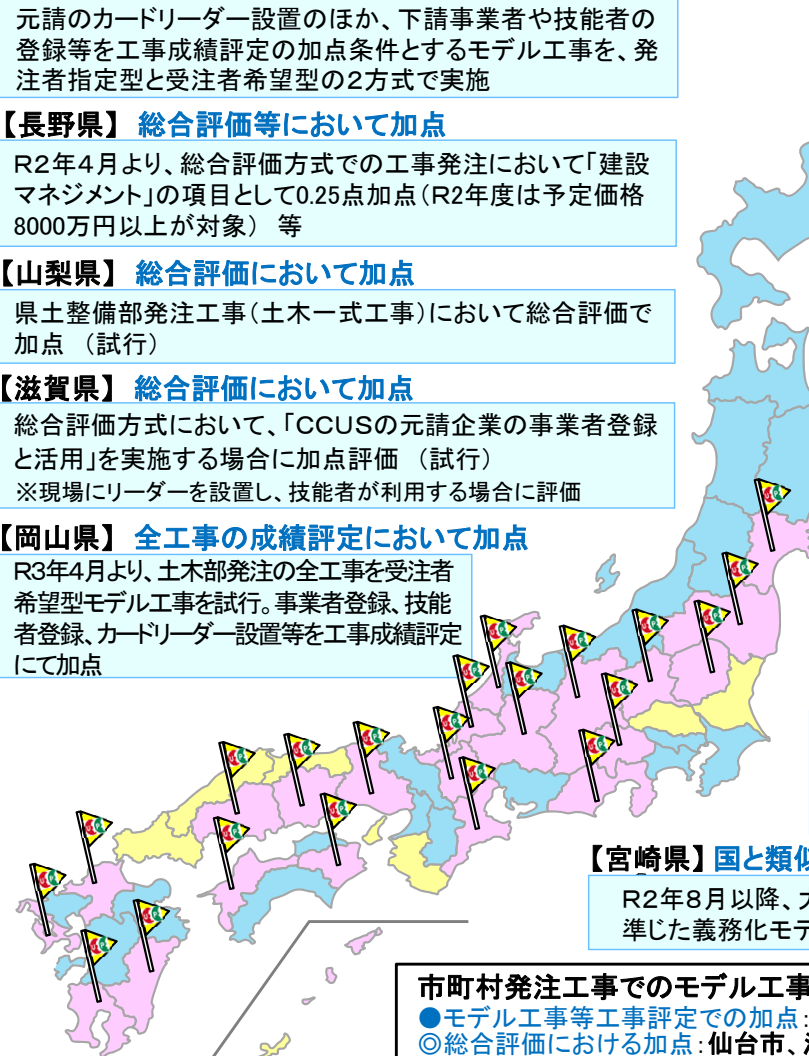 元請のカードリーダー設置のほか、下請事業者や技能者の
登録等を工事成績評定の加点条件とするモデル工事を、発
注者指定型と受注者希望型の2方式で実施
【長野県】 総合評価等において加点
R2年4月より、総合評価方式での工事発注において「建設
マネジメント」の項目として0.25点加点(R2年度は予定価格
8000万円以上が対象) 等
【山梨県】 総合評価において加点
県土整備部発注工事(土木一式工事)において総合評価で
加点 (試行)
【滋賀県】 総合評価において加点
総合評価方式において、「CCUSの元請企業の事業者登録
と活用」を実施する場合に加点評価 (試行)
※現場にリーダーを設置し、技能者が利用する場合に評価
【岡山県】 全工事の成績評定において加点
R3年4月より、土木部発注の全工事を受注者
希望型モデル工事を試行。事業者登録、技能
者登録、カードリーダー設置等を工事成績評定
にて加点
【宮崎県】国と類
R2年8月以降、
準じた義務化モデ
市町村発注工事でのモデル工事
●モデル工事等工事評定での加点:
◎総合評価における加点:仙台市、